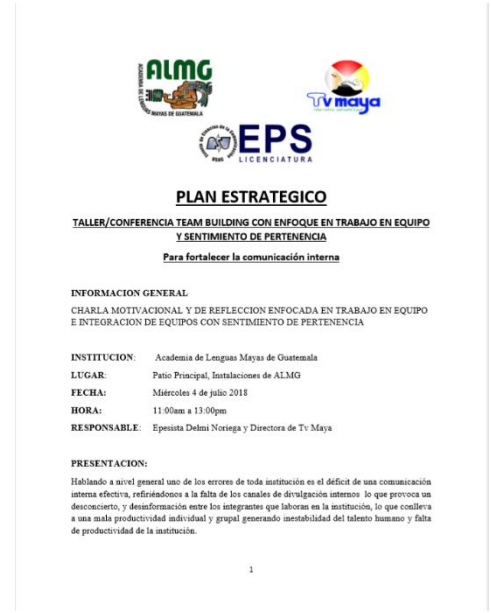 ALMG
ACADEMIA DE LENGUAS MAYAS DE GUATEMALA
Tv maya
EPS
LICENCIATURA
PLAN ESTRATEGICO
TALLER/CONFERENCIA TEAM BUILDING CON ENFOQUE EN TRABAJO EN EQUIPO
Y SENTIMIENTO DE PERTENENCIA
Para fortalecer la comunicación interna
INFORMACION GENERAL
CHARLA MOTIVACIONAL Y DE REFLECCION ENFOCADA EN TRABAJO EN EQUIPO
E INTEGRACION DE EQUIPOS CON SENTIMIENTO DE PERTENENCIA
INSTITUCION: Academia de Lenguas Mayas de Guatemala
LUGAR: Patio Principal, Instalaciones de ALMG
FECHA: Miércoles 4 de julio 2018
HORA: 11:00am a 13:00pm
RESPONSABLE: Epesista Delmi Noriega y Directora de Tv Maya
PRESENTACION:
Hablando a nivel general uno de los errores de toda institución es el déficit de una comunicación
interna efectiva, refiriéndonos a la falta de los canales de divulgación internos lo que provoca un
desconcierto, y desinformación entre los integrantes que laboran en la institución, lo que conlleva
a una mala productividad individual y grupal generando inestabilidad del talento humano y falta
de productividad de la institución.
1